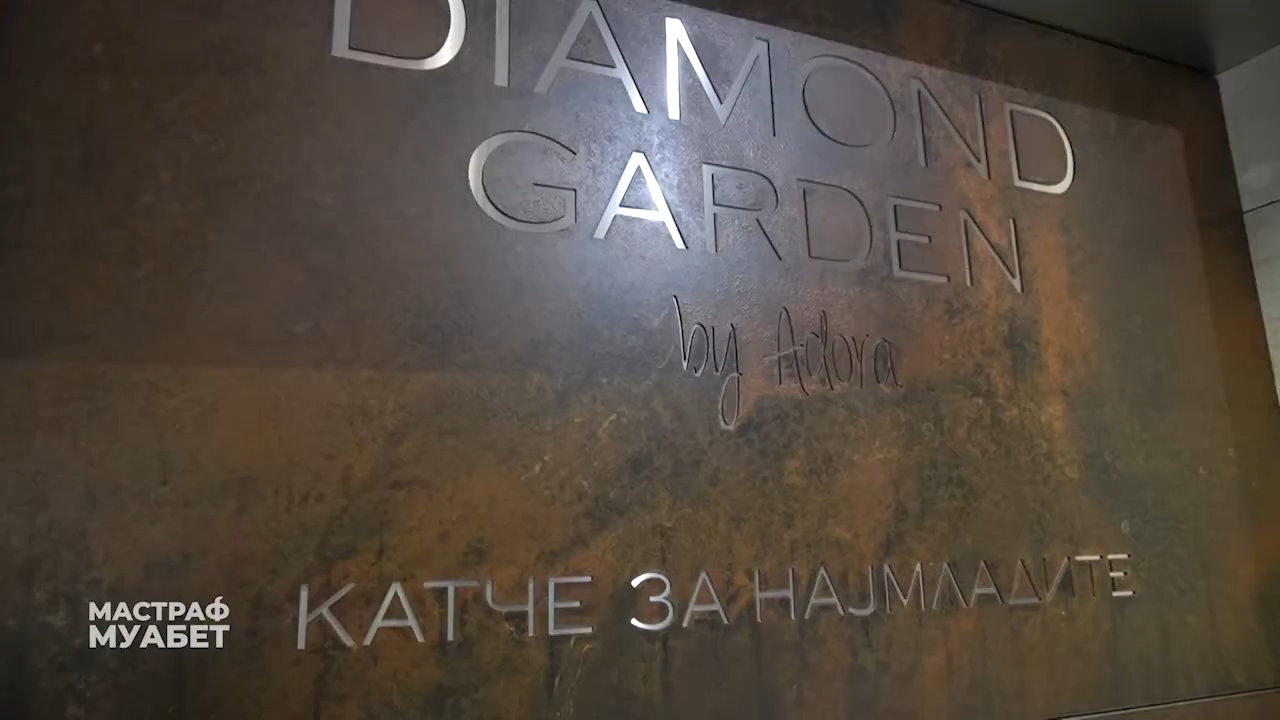 DIAMOND
GARDEN
by Adora
КАТЧЕ ЗА НАЈМЛАДИТЕ
МАСТРАФ
МУАБЕТ